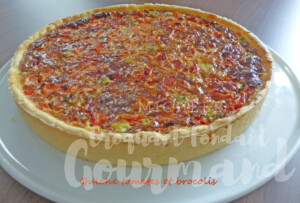 Croquant Fondant
Gourmand
Quiche tomates et brocolis